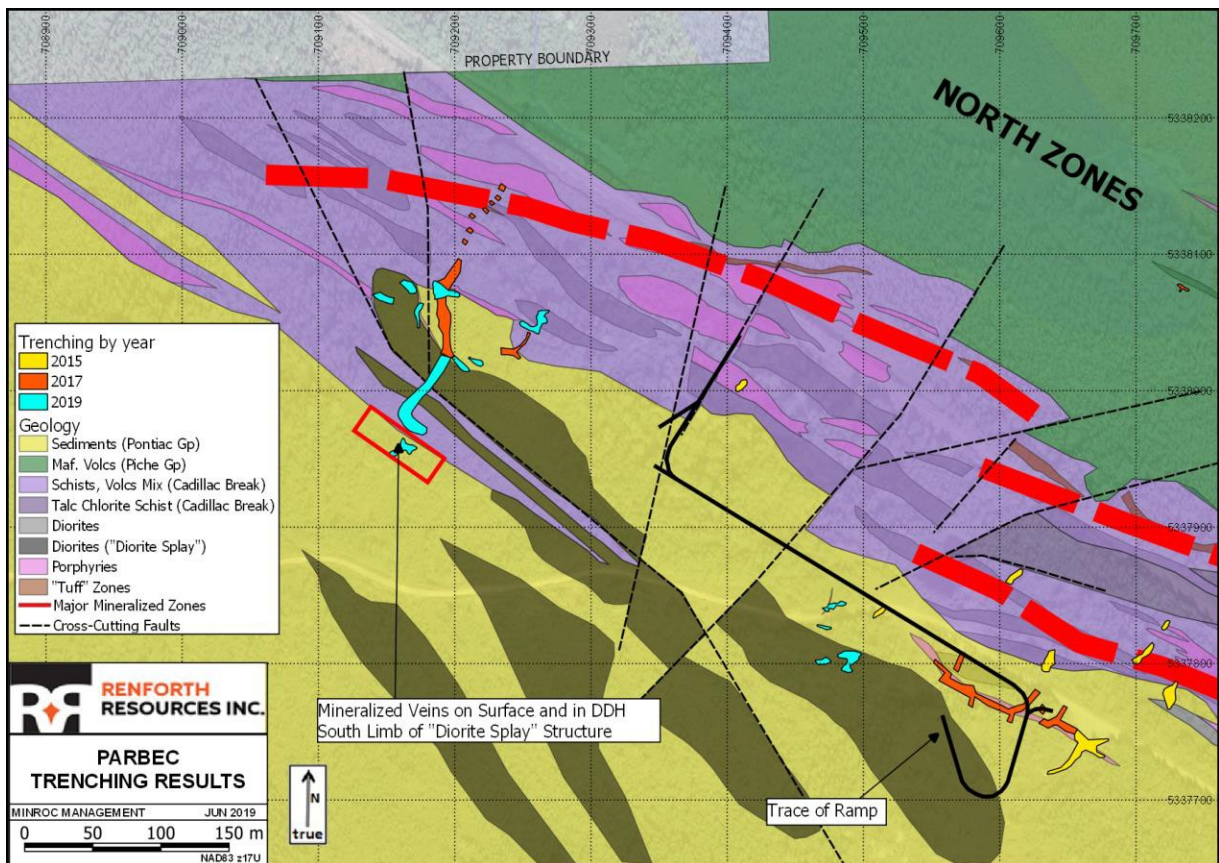 708900
709000
709100
709200
709300
709400
709500
709600
709700
PROPERTY BOUNDARY
NORTH ZONES
5338200
5338100
5338000
5337900
5337800
5337700
Trenching by year
2015
2017
2019
Geology
Sediments (Pontiac Gp)
Maf. Volcs (Piche Gp)
Schists, Volcs Mix (Cadillac Break)
Talc Chlorite Schist (Cadillac Break)
Diorites
Diorites ("Diorite Splay")
Porphyries
"Tuff" Zones
Major Mineralized Zones
Cross-Cutting Faults
RENFORTH
RESOURCES INC.
PARBEC
TRENCHING RESULTS
MINROC MANAGEMENT JUN 2019
0 50 100 150 m
NAD83 z17U
N
true
Mineralized Veins on Surface and in DDH
South Limb of "Diorite Splay" Structure
Trace of Ramp